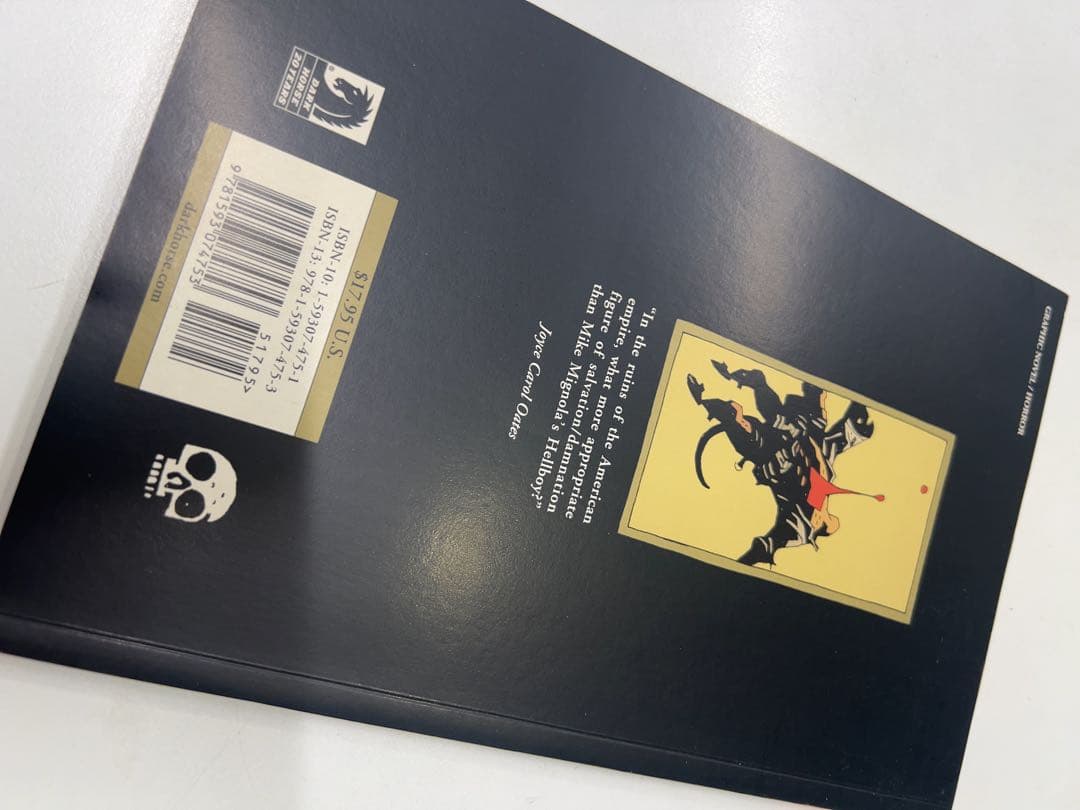 GRAPHIC NOVEL / HORROR
"In the ruins of the American
empire, what more appropriate
figure of salvation/damnation
than Mike Mignola's Hellboy?"
Joyce Carol Oates
$17.95 U.S.
ISBN-10: 1-59307-475-1
ISBN-13: 978-1-59307-475-3
51795>
9781593074753
darkhorse.com
DARK
HORSE
20 YEARS